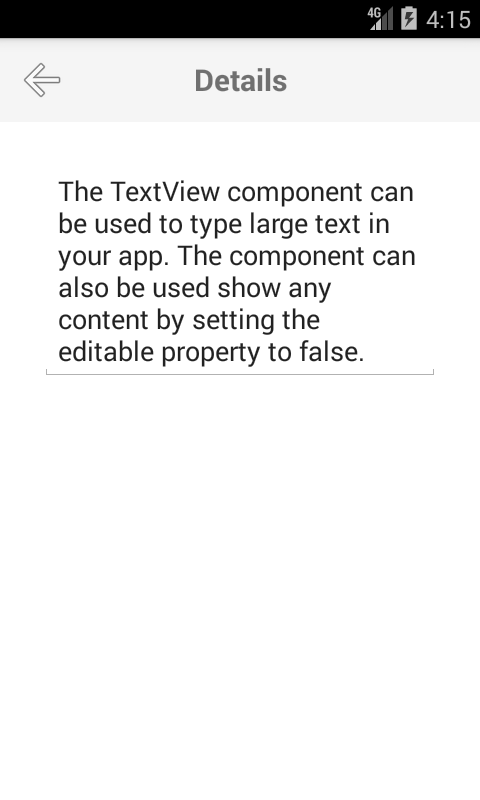 4G 4:15
Details
The TextView component can
be used to type large text in
your app. The component can
also be used show any
content by setting the
editable property to false.